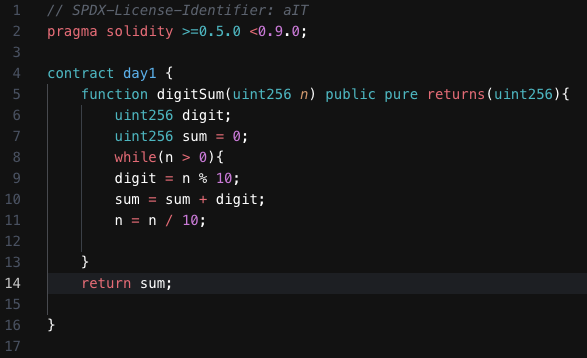 1 // SPDX-License-Identifier: aIT
2 pragma solidity >=0.5.0 <0.9.0;
3
4 contract day1 {
5     function digitSum(uint256 n) public pure returns(uint256){
6         uint256 digit;
7         uint256 sum = 0;
8         while(n > 0){
9         digit = n % 10;
10         sum = sum + digit;
11         n = n / 10;
12
13     }
14     return sum;
15
16 }
17